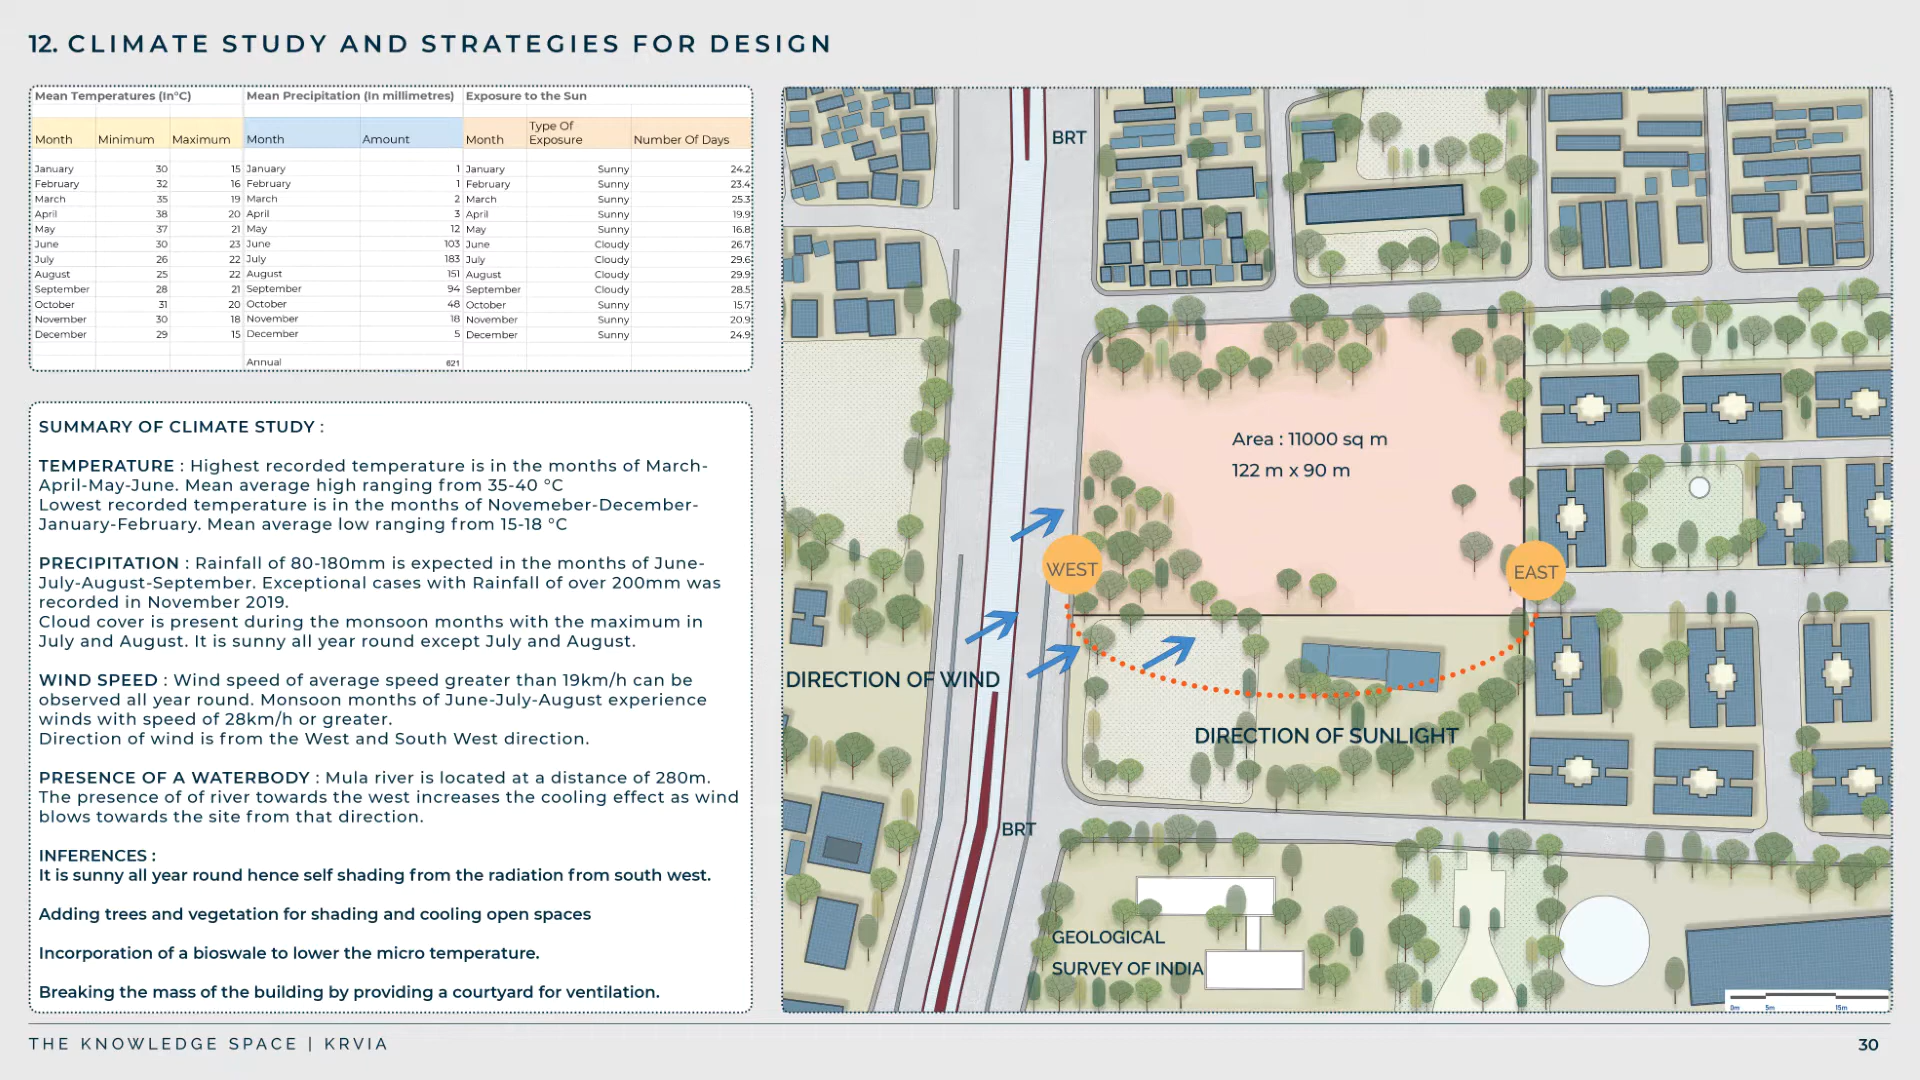 12. CLIMATE STUDY AND STRATEGIES FOR DESIGN
Mean Temperatures (In°C) Mean Precipitation (In millimetres) Exposure to the Sun
Month Minimum Maximum Month Amount Month Type Of Exposure Number Of Days
January 30 15 January 1 January Sunny 24.2
February 32 16 February 1 February Sunny 23.4
March 35 19 March 2 March Sunny 25.3
April 38 20 April 3 April Sunny 19.9
May 37 21 May 12 May Sunny 16.8
June 30 23 June 103 June Cloudy 26.7
July 26 22 July 183 July Cloudy 29.6
August 25 22 August 151 August Cloudy 29.9
September 28 21 September 94 September Cloudy 28.5
October 31 20 October 48 October Sunny 15.7
November 30 18 November 18 November Sunny 20.9
December 29 15 December 5 December Sunny 24.9
Annual 621
SUMMARY OF CLIMATE STUDY :
TEMPERATURE : Highest recorded temperature is in the months of March-
April-May-June. Mean average high ranging from 35-40 °C
Lowest recorded temperature is in the months of Novemeber-December-
January-February. Mean average low ranging from 15-18 °C
PRECIPITATION : Rainfall of 80-180mm is expected in the months of June-
July-August-September. Exceptional cases with Rainfall of over 200mm was
recorded in November 2019.
Cloud cover is present during the monsoon months with the maximum in
July and August. It is sunny all year round except July and August.
WIND SPEED : Wind speed of average speed greater than 19km/h can be
observed all year round. Monsoon months of June-July-August experience
winds with speed of 28km/h or greater.
Direction of wind is from the West and South West direction.
PRESENCE OF A WATERBODY : Mula river is located at a distance of 280m.
The presence of of river towards the west increases the cooling effect as wind
blows towards the site from that direction.
INFERENCES :
It is sunny all year round hence self shading from the radiation from south west.
Adding trees and vegetation for shading and cooling open spaces
Incorporation of a bioswale to lower the micro temperature.
Breaking the mass of the building by providing a courtyard for ventilation.
BRT
Area : 11000 sq m
122 m x 90 m
WEST
EAST
DIRECTION OF WIND
DIRECTION OF SUNLIGHT
BRT
GEOLOGICAL
SURVEY OF INDIA
0m 5m 15m
THE KNOWLEDGE SPACE | KRVIA
30